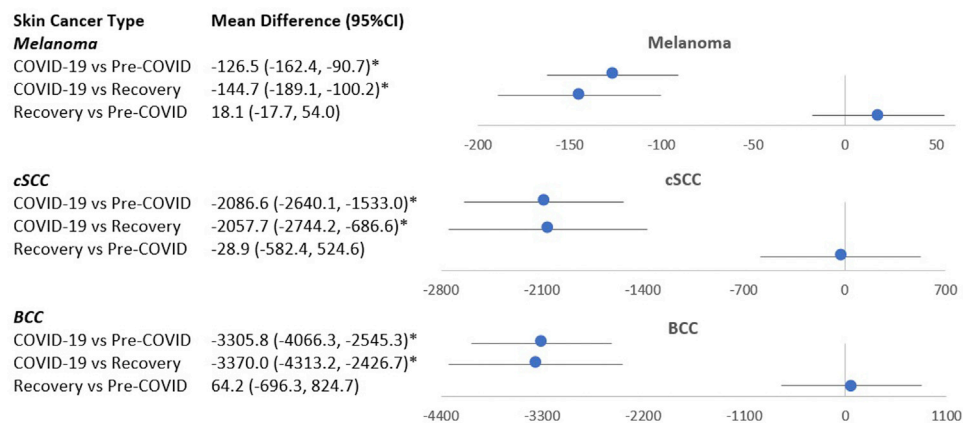 Skin Cancer Type Mean Difference (95%CI)
Melanoma
COVID-19 vs Pre-COVID -126.5 (-162.4, -90.7)*
COVID-19 vs Recovery -144.7 (-189.1, -100.2)*
Recovery vs Pre-COVID 18.1 (-17.7, 54.0)
Melanoma
-200 -150 -100 -50 0 50
cSCC
COVID-19 vs Pre-COVID -2086.6 (-2640.1, -1533.0)*
COVID-19 vs Recovery -2057.7 (-2744.2, -686.6)*
Recovery vs Pre-COVID -28.9 (-582.4, 524.6)
cSCC
-2800 -2100 -1400 -700 0 700
BCC
COVID-19 vs Pre-COVID -3305.8 (-4066.3, -2545.3)*
COVID-19 vs Recovery -3370.0 (-4313.2, -2426.7)*
Recovery vs Pre-COVID 64.2 (-696.3, 824.7)
BCC
-4400 -3300 -2200 -1100 0 1100